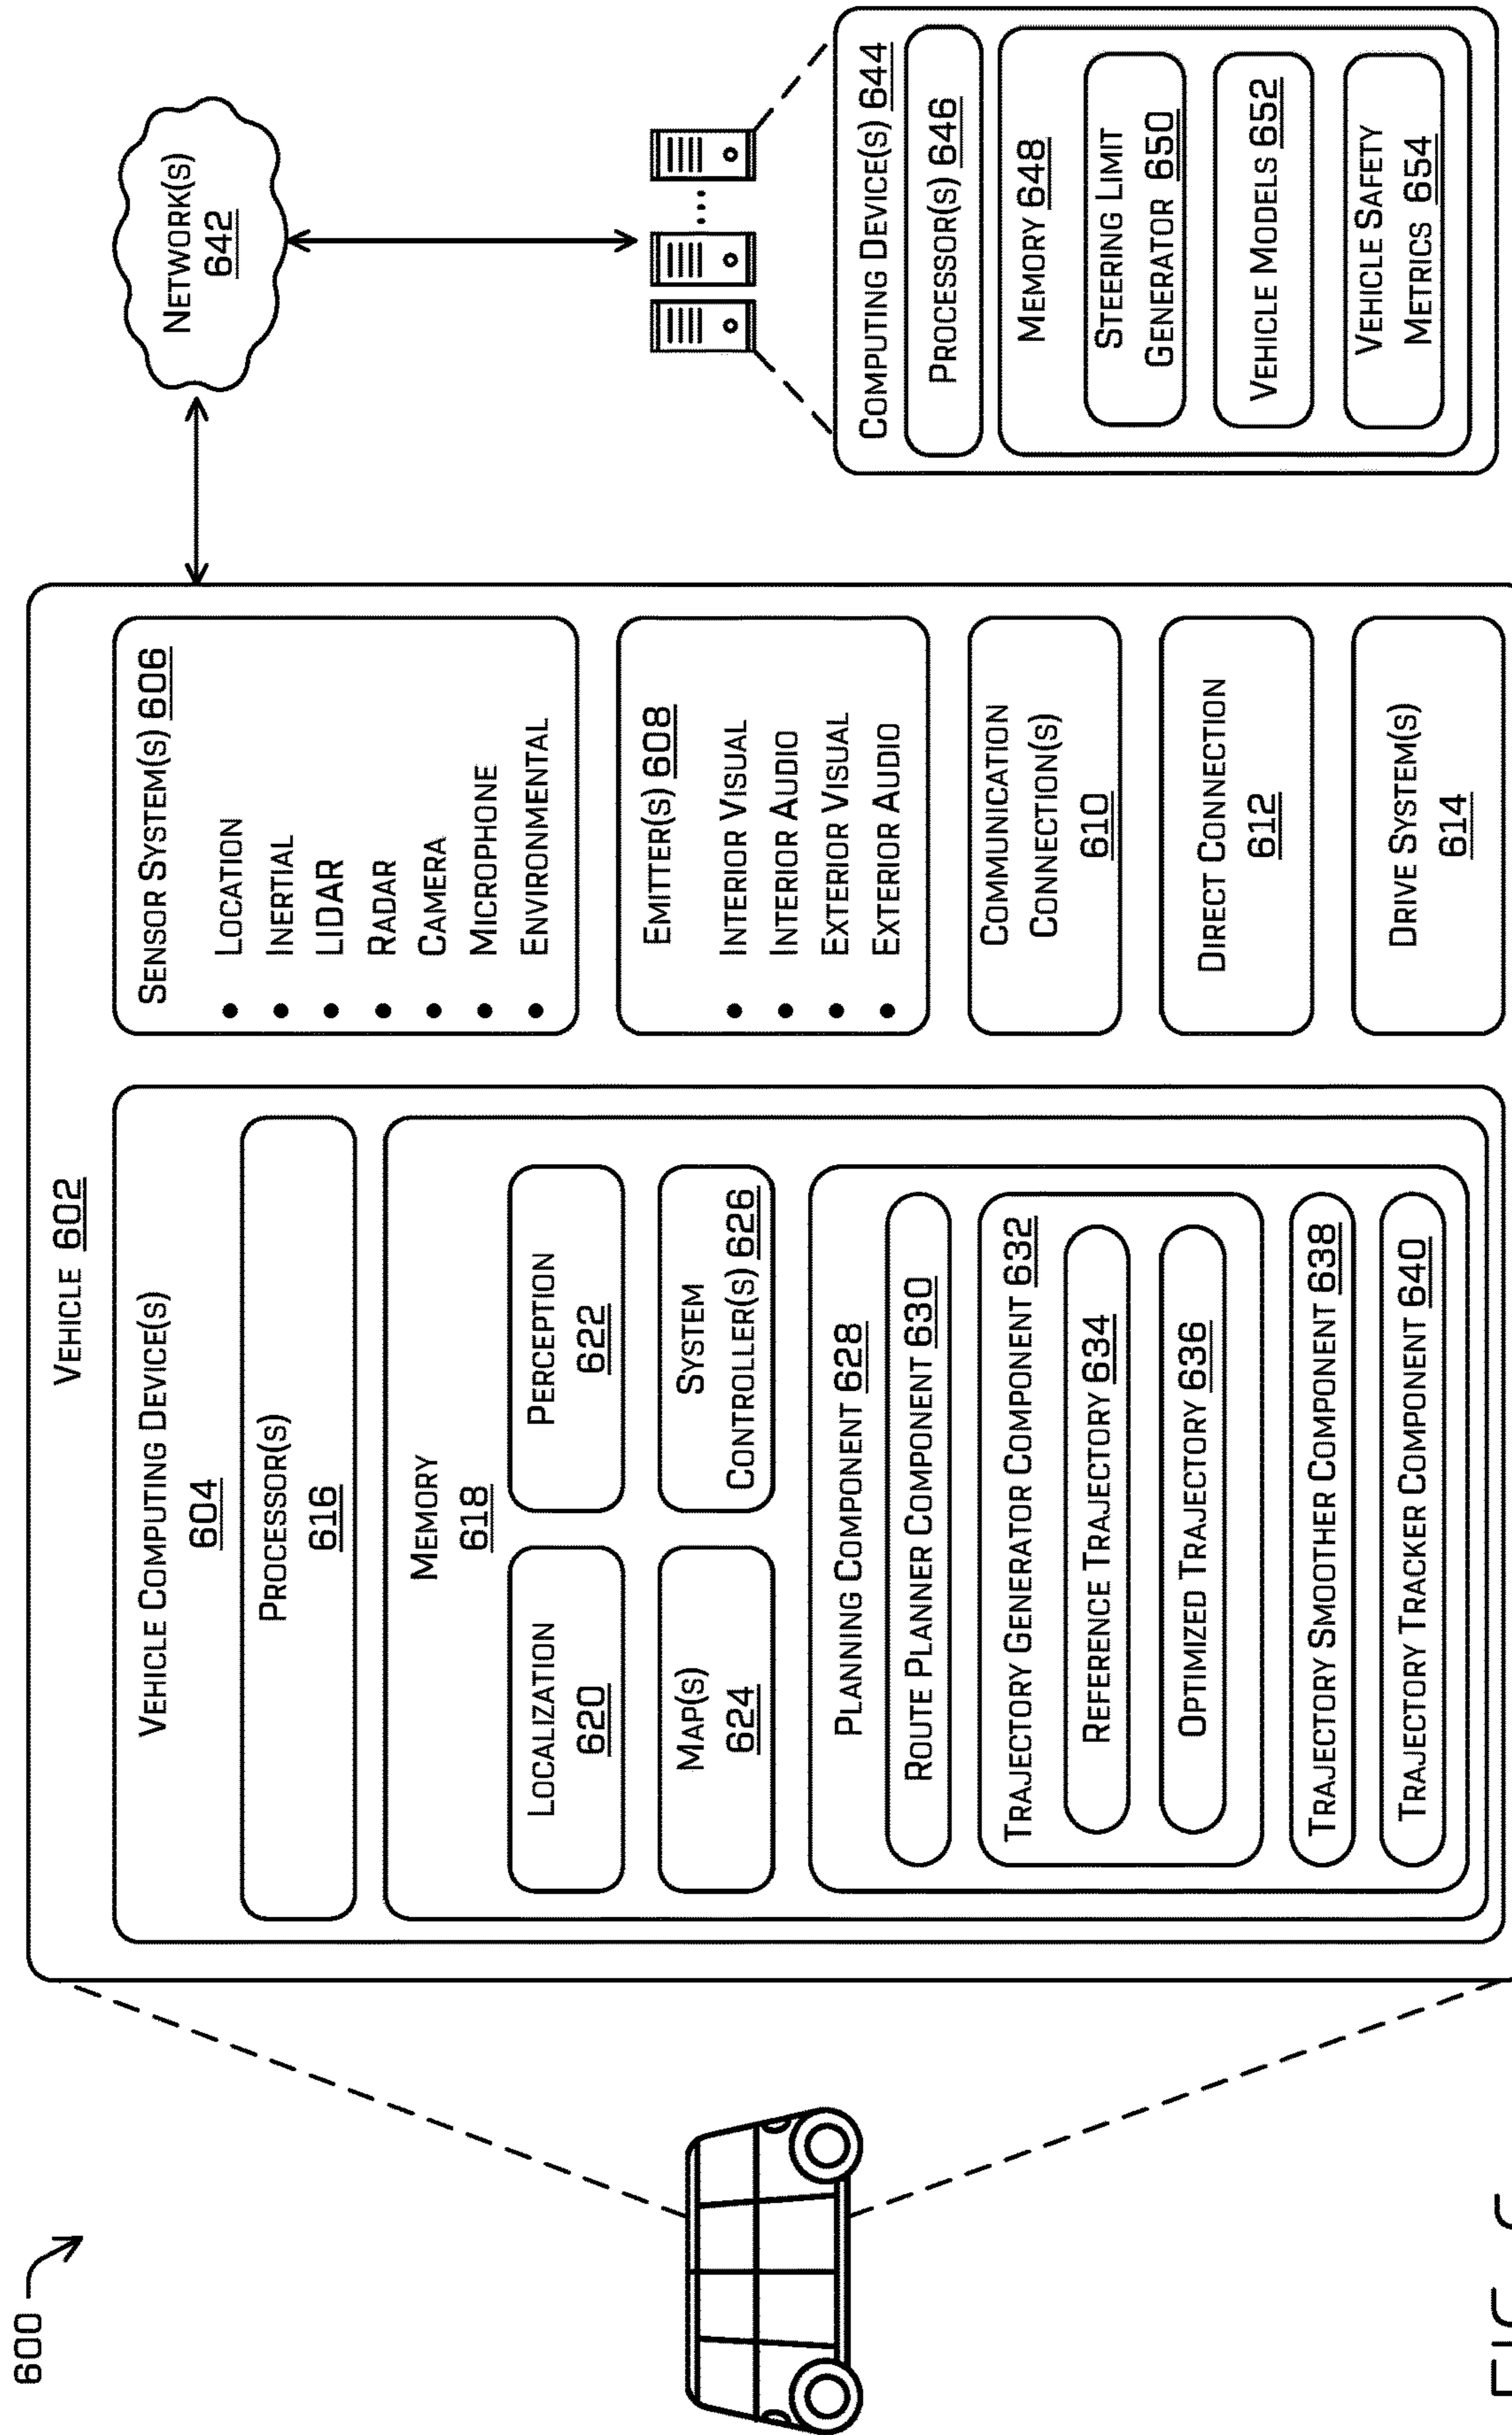 600
VEHICLE 602
VEHICLE COMPUTING DEVICE(S)
604
PROCESSOR(S)
616
MEMORY
618
LOCALIZATION
620
PERCEPTION
622
MAP(S)
624
SYSTEM
CONTROLLER(S) 626
PLANNING COMPONENT 628
ROUTE PLANNER COMPONENT 630
TRAJECTORY GENERATOR COMPONENT 632
REFERENCE TRAJECTORY 634
OPTIMIZED TRAJECTORY 636
TRAJECTORY SMOOTHER COMPONENT 638
TRAJECTORY TRACKER COMPONENT 640
SENSOR SYSTEM(S) 606
• LOCATION
• INERTIAL
• LIDAR
• RADAR
• CAMERA
• MICROPHONE
• ENVIRONMENTAL
EMITTER(S) 608
• INTERIOR VISUAL
• INTERIOR AUDIO
• EXTERIOR VISUAL
• EXTERIOR AUDIO
COMMUNICATION
CONNECTION(S)
610
DIRECT CONNECTION
612
DRIVE SYSTEM(S)
614
NETWORK(S)
642
COMPUTING DEVICE(S) 644
PROCESSOR(S) 646
MEMORY 648
STEERING LIMIT
GENERATOR 650
VEHICLE MODELS 652
VEHICLE SAFETY
METRICS 654